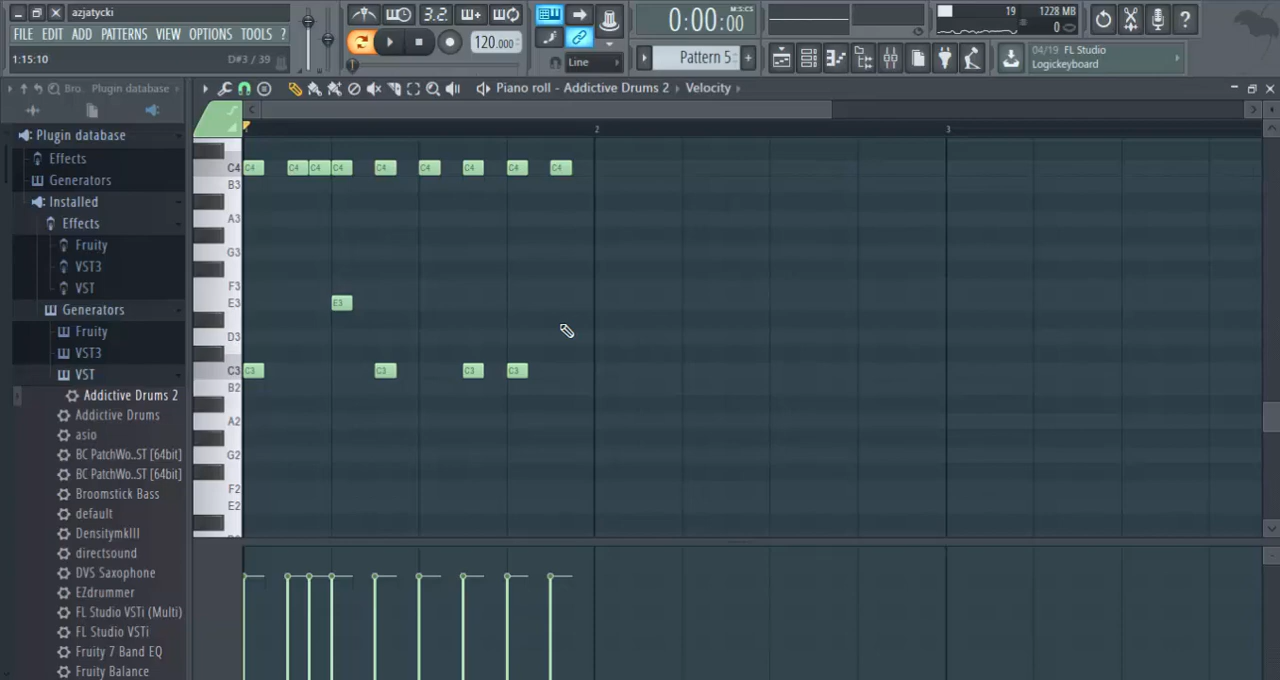 azjatycki
FILE EDIT ADD PATTERNS VIEW OPTIONS TOOLS ?
1:15:10 D#3 / 39
3.2.
120.000
Line
0:00:00
M:S:CS
Pattern 5
19 1228 MB
0
04/19 FL Studio
Logickeyboard
Bro.. Plugin database
Piano roll - Addictive Drums 2 Velocity
Plugin database
Effects
Generators
Installed
Effects
Fruity
VST3
VST
Generators
Fruity
VST3
VST
Addictive Drums 2
Addictive Drums
asio
BC PatchWo..ST [64bit]
BC PatchWo..ST [64bit]
Broomstick Bass
default
DensitymkIII
directsound
DVS Saxophone
EZdrummer
FL Studio VSTi (Multi)
FL Studio VSTi
Fruity 7 Band EQ
Fruity Balance
2 3
C4 C4 C4 C4 C4 C4 C4 C4 C4 C4
B3
A3
G3
F3
E3 E3
D3
C3 C3 C3 C3 C3
B2
A2
G2
F2
E2